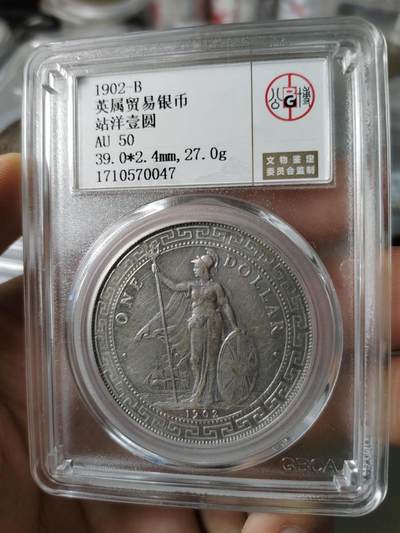 1902-B
英属贸易银币
站洋壹圆
AU 50
39.0*2.4mm,27.0g
1710570047
公 G 博
文物鉴定
委员会监制
ONE DOLLAR
1902
GBCA